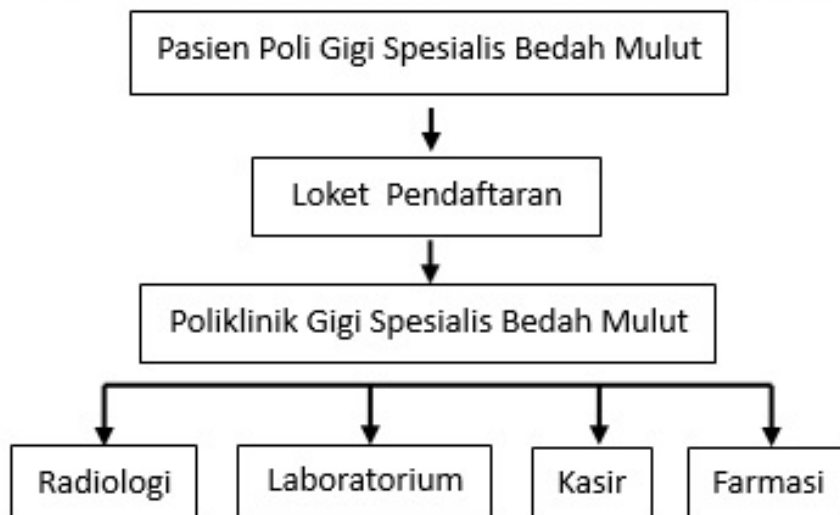 Pasien Poli Gigi Spesialis Bedah Mulut
Loket Pendaftaran
Poliklinik Gigi Spesialis Bedah Mulut
Radiologi
Laboratorium
Kasir
Farmasi